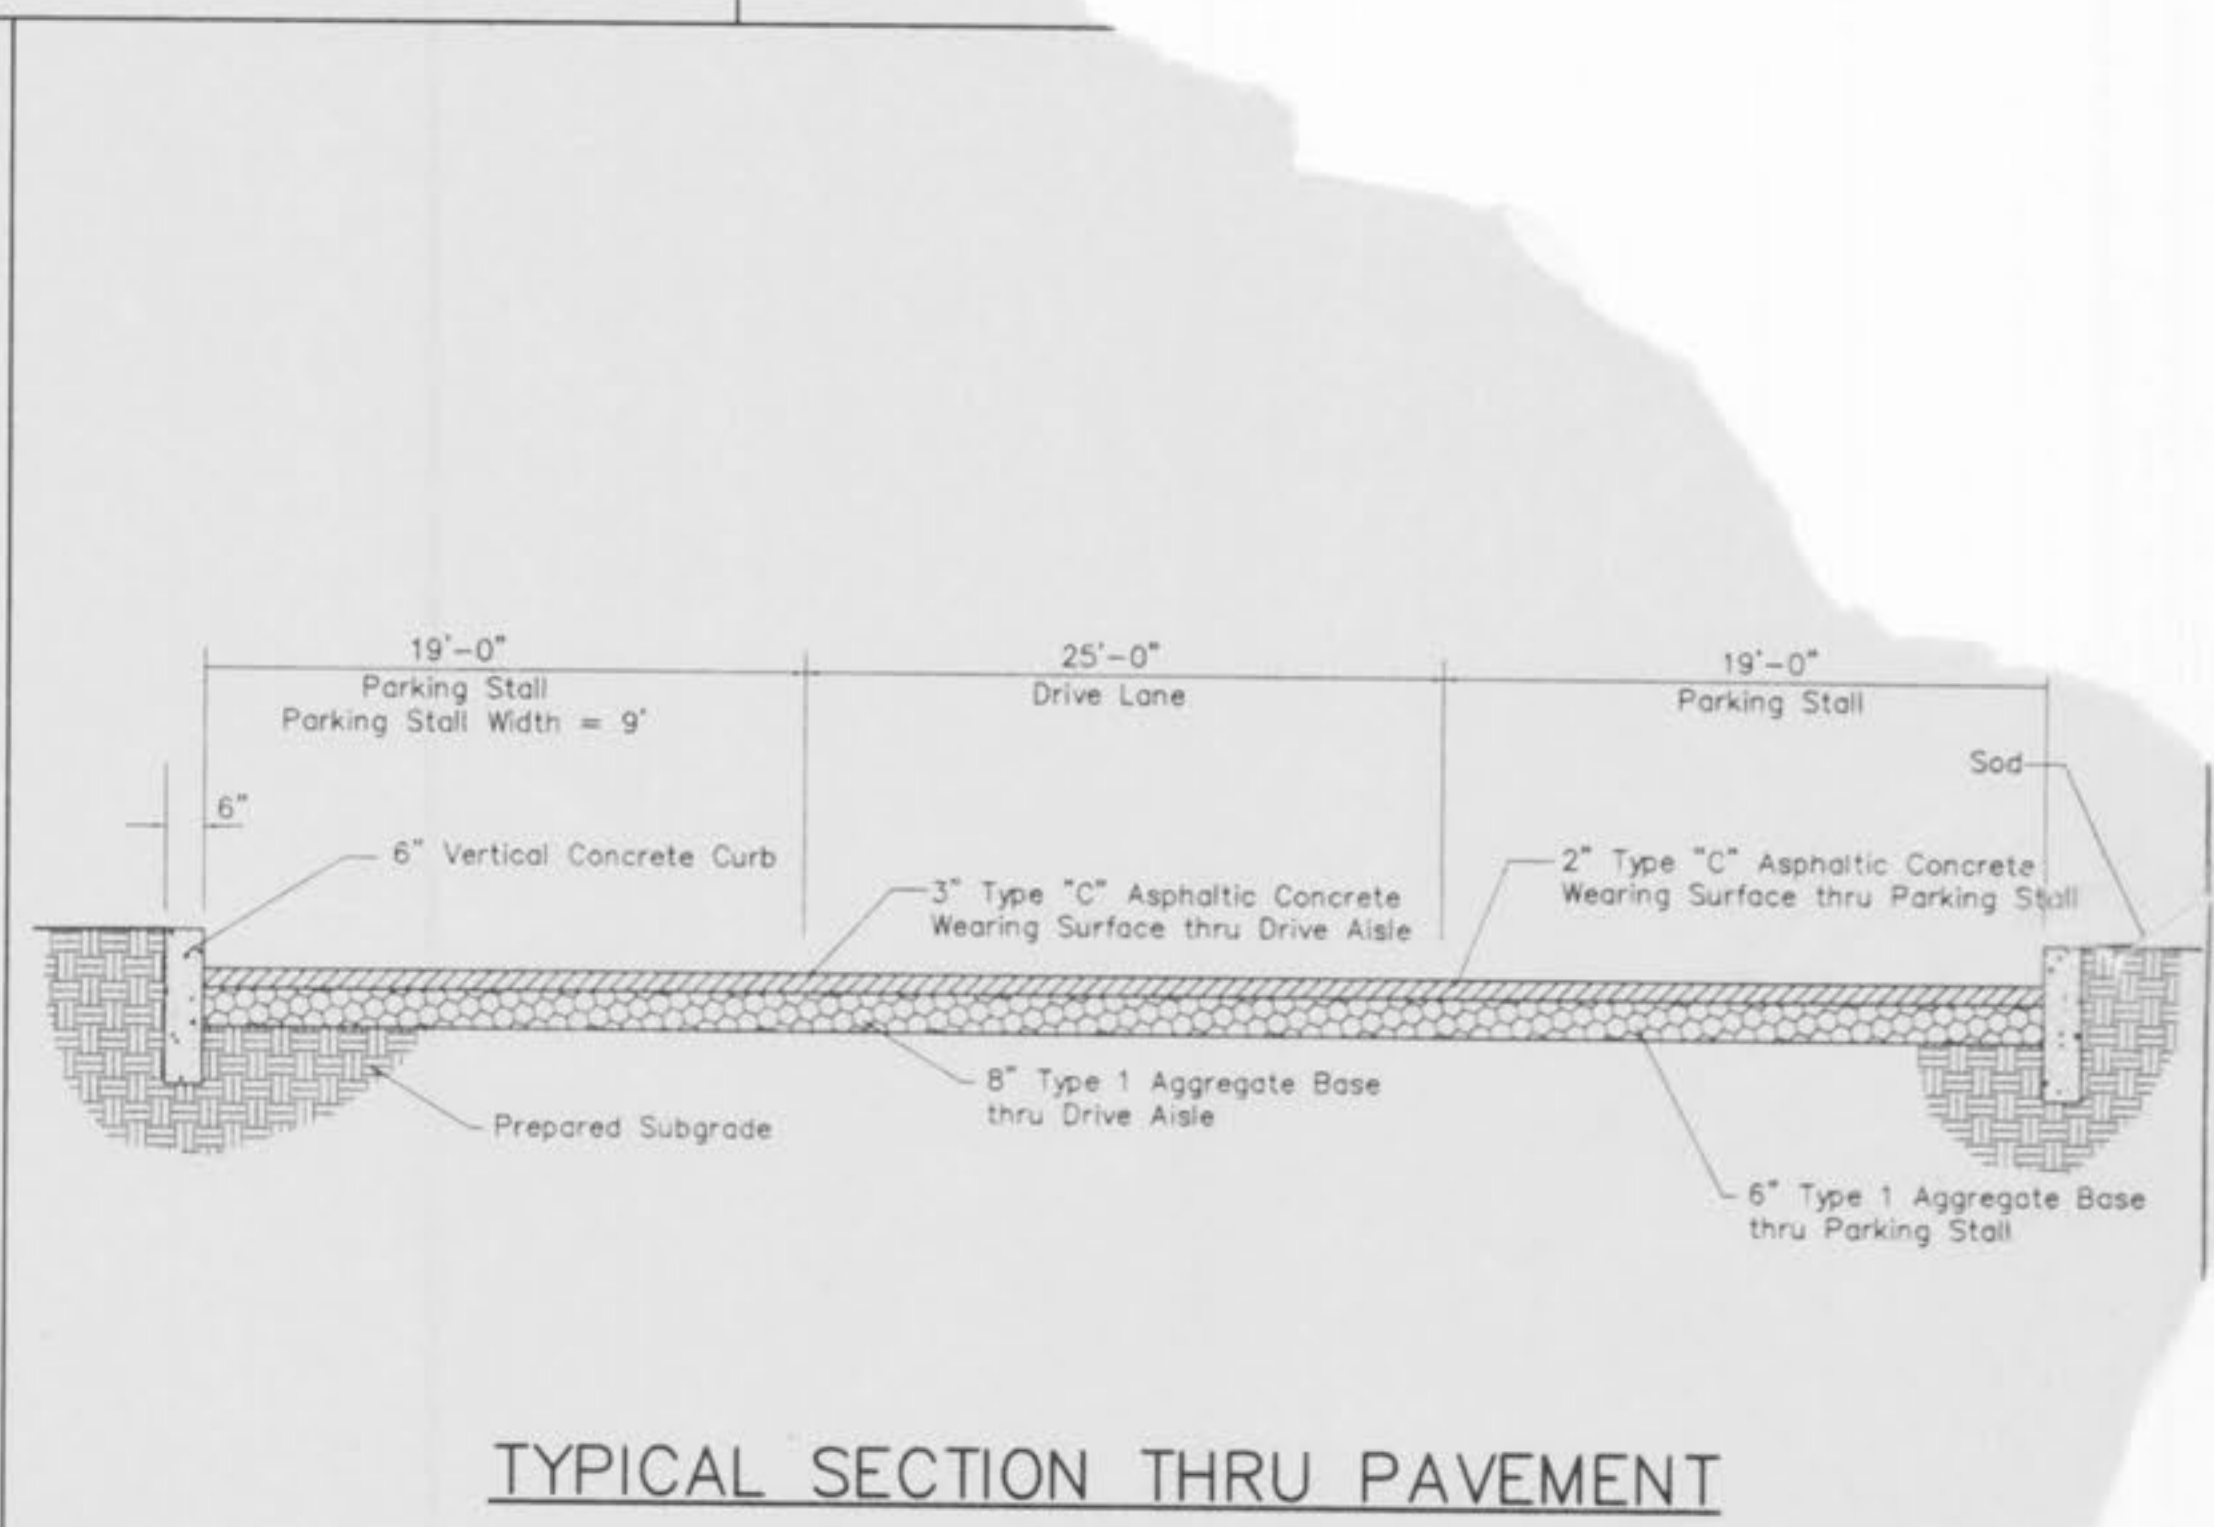 19'-0"
Parking Stall
Parking Stall Width = 9'
25'-0"
Drive Lane
19'-0"
Parking Stall
Sod
6"
6" Vertical Concrete Curb
3" Type "C" Asphaltic Concrete
Wearing Surface thru Drive Aisle
2" Type "C" Asphaltic Concrete
Wearing Surface thru Parking Stall
8" Type 1 Aggregate Base
thru Drive Aisle
Prepared Subgrade
6" Type 1 Aggregate Base
thru Parking Stall
TYPICAL SECTION THRU PAVEMENT